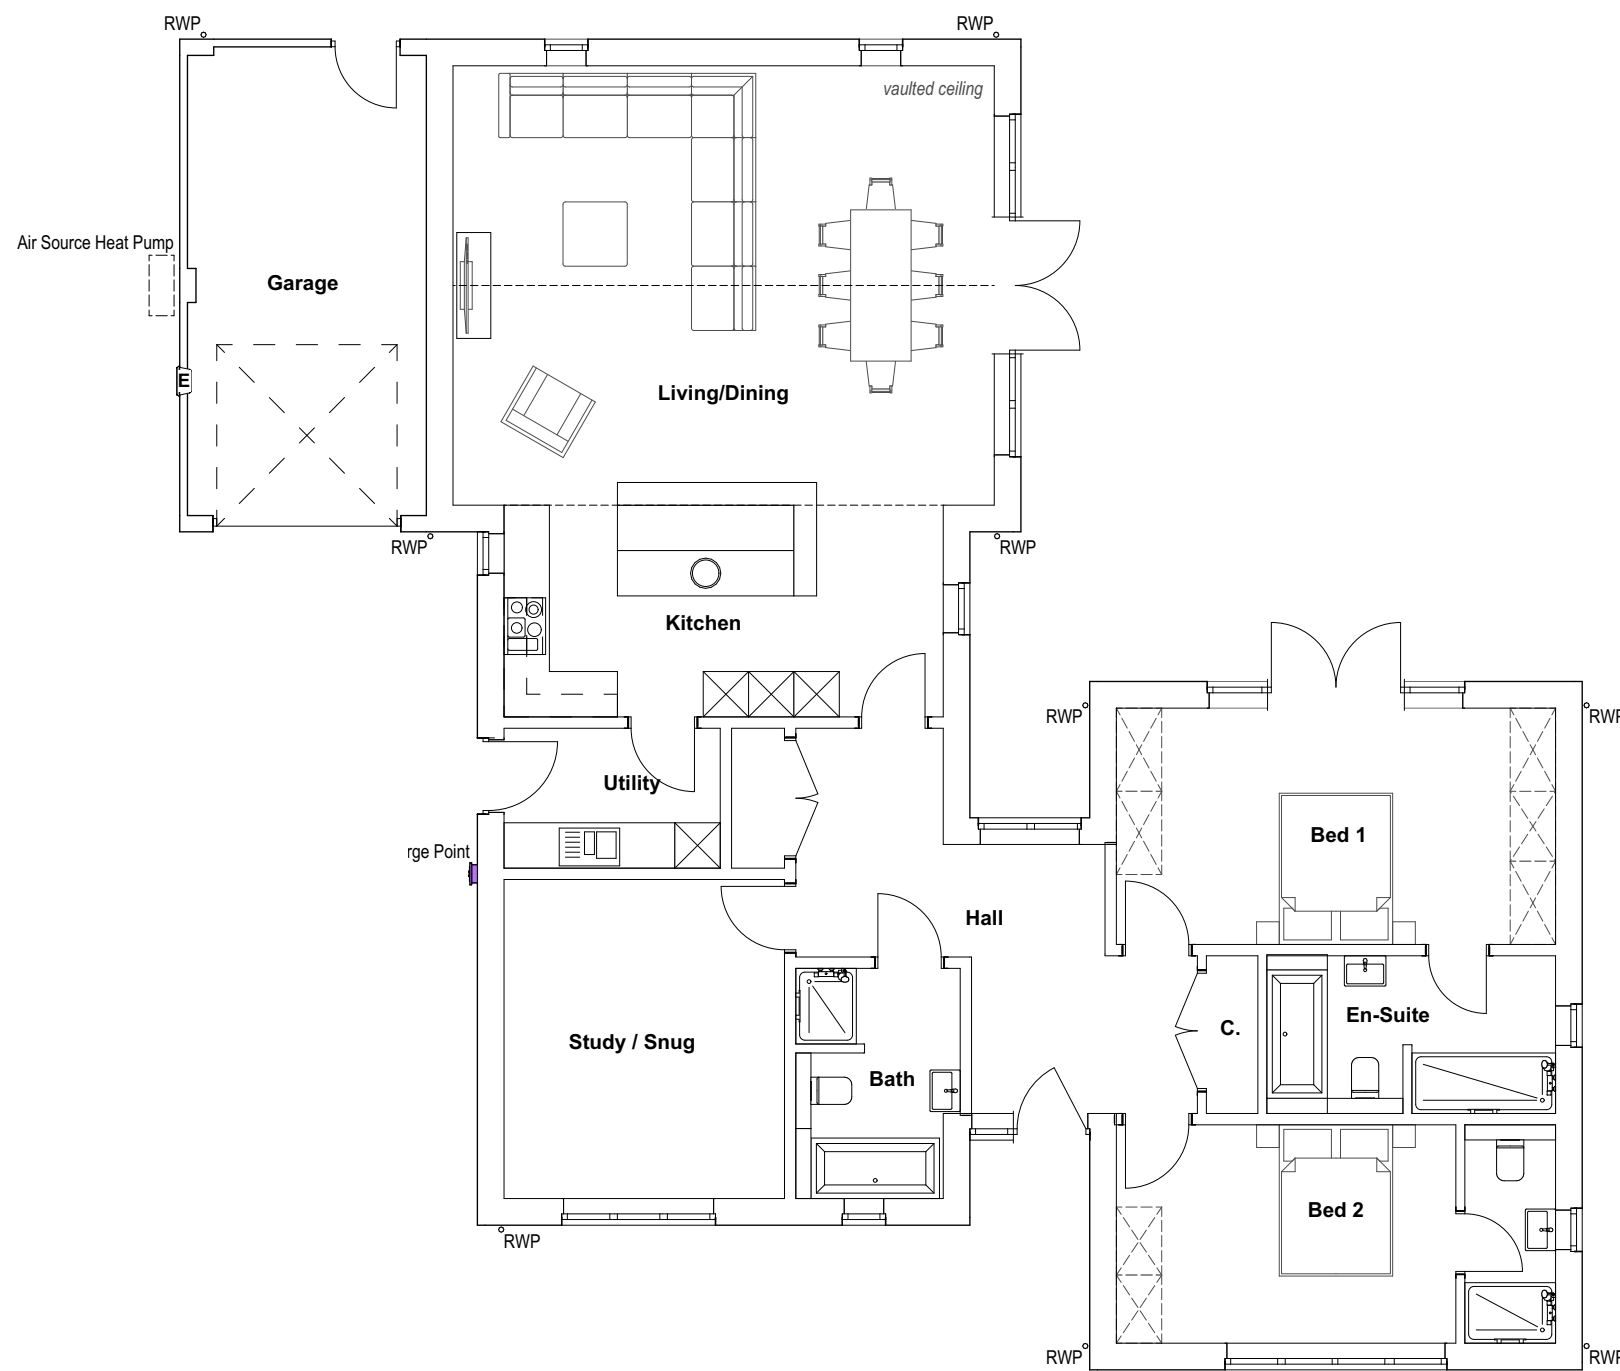 RWP
RWP
vaulted ceiling
Air Source Heat Pump
Garage
E
Living/Dining
RWP
RWP
Kitchen
RWP
RWP
Utility
Bed 1
rge Point
Hall
En-Suite
C.
Study / Snug
Bath
Bed 2
RWP
RWP
RWP